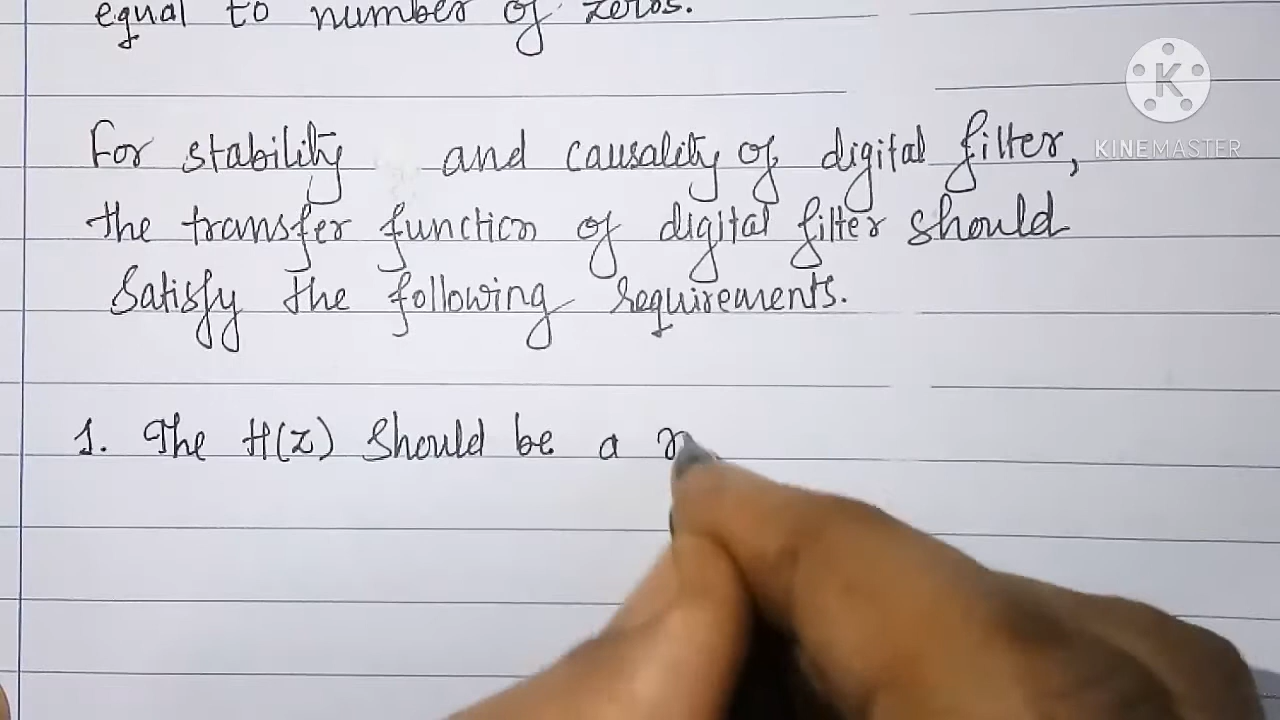 equal to number of zeros.
For stability and causality of digital filter,
the transfer function of digital filter should
satisfy the following requirements.
1. The H(z) should be a r
K
KINEMASTER